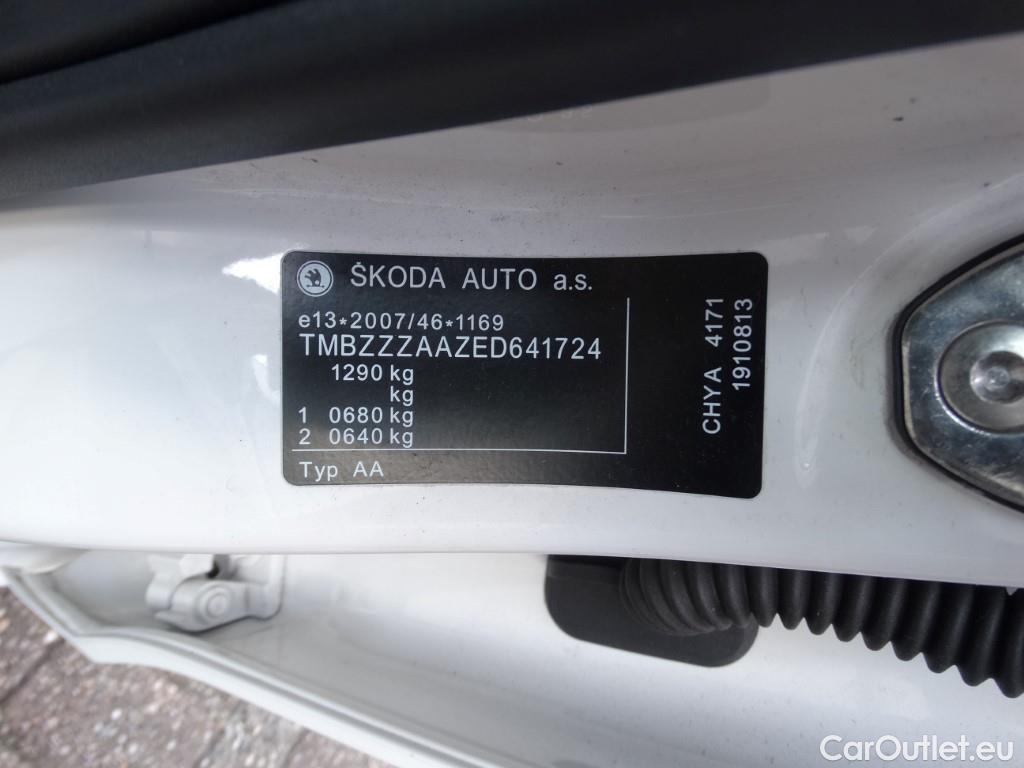 ŠKODA AUTO a.s.
e13*2007/46*1169
TMBZZZAAZED641724
1290 kg
kg
1 0680 kg
2 0640 kg
Typ AA
CHYA 4171
1910813
CarOutlet.eu